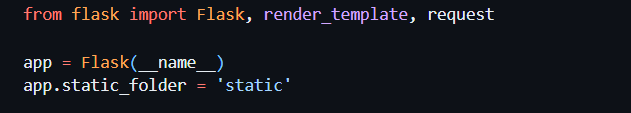 from flask import Flask, render_template, request
app = Flask(__name__)
app.static_folder = 'static'